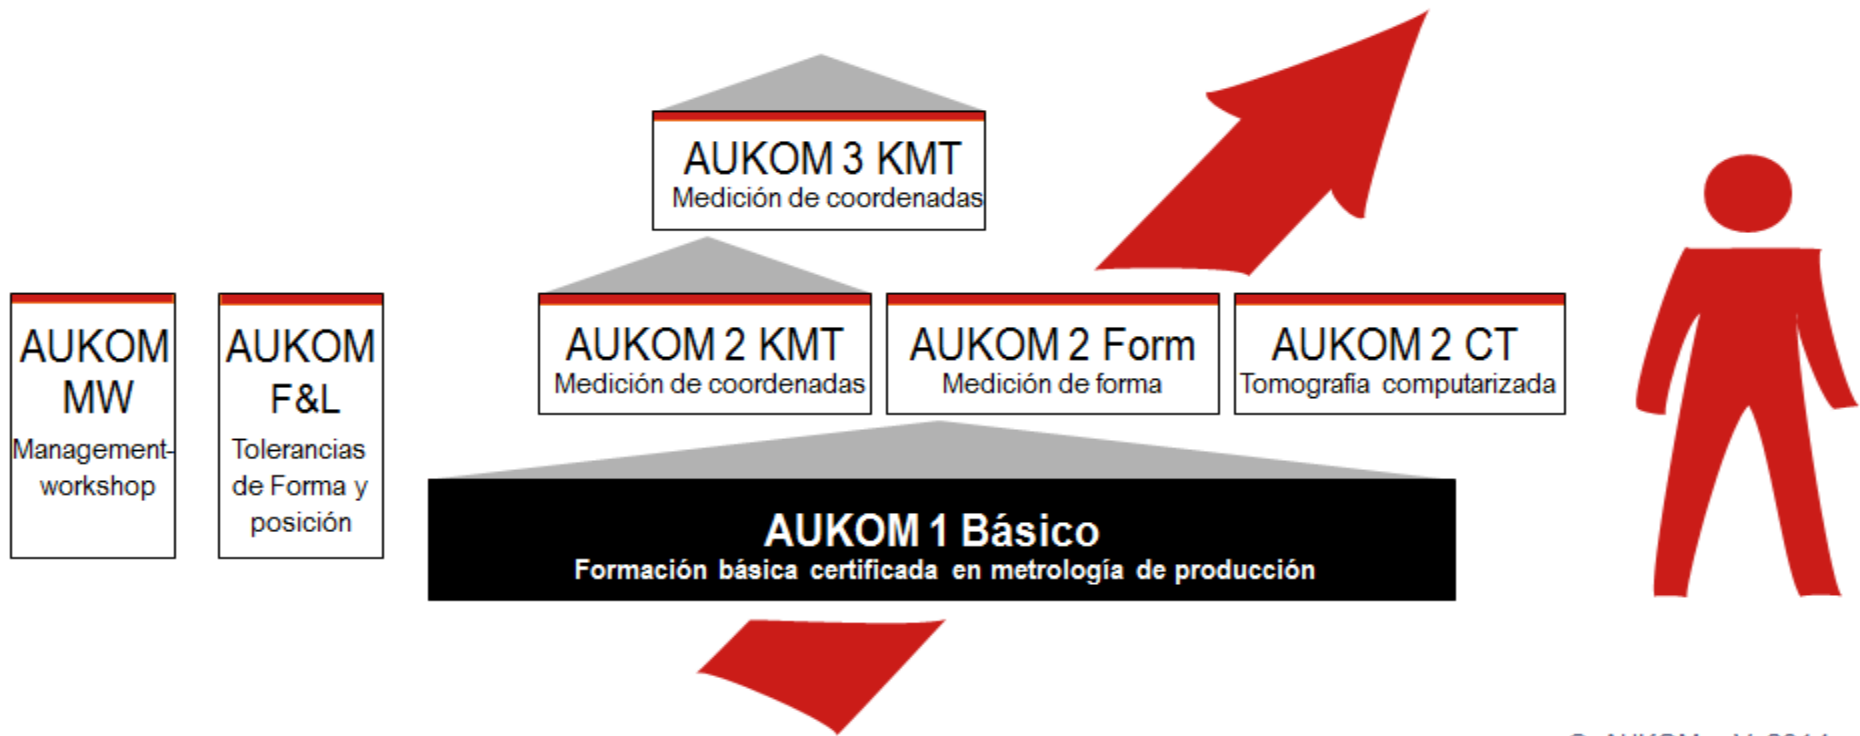 AUKOM 3 KMT
Medición de coordenadas
AUKOM
MW
Management-
workshop
AUKOM
F&L
Tolerancias
de Forma y
posición
AUKOM 2 KMT
Medición de coordenadas
AUKOM 2 Form
Medición de forma
AUKOM 2 CT
Tomografía computarizada
AUKOM 1 Básico
Formación básica certificada en metrología de producción